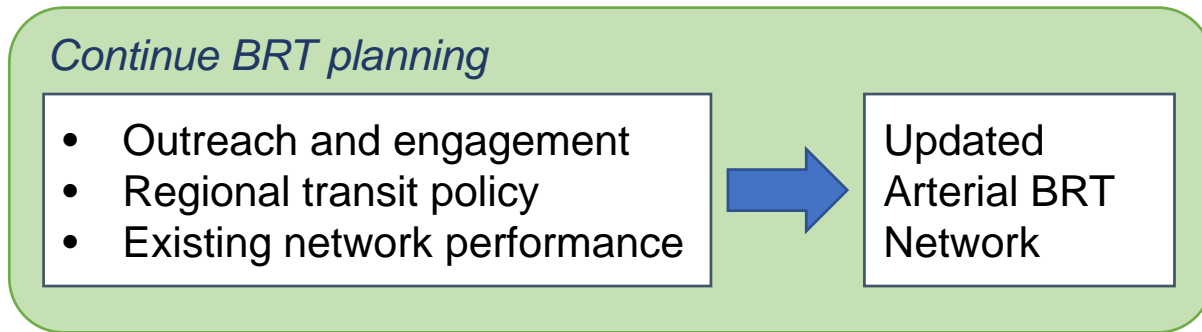 Continue BRT planning
• Outreach and engagement
• Regional transit policy
• Existing network performance
Updated
Arterial BRT
Network